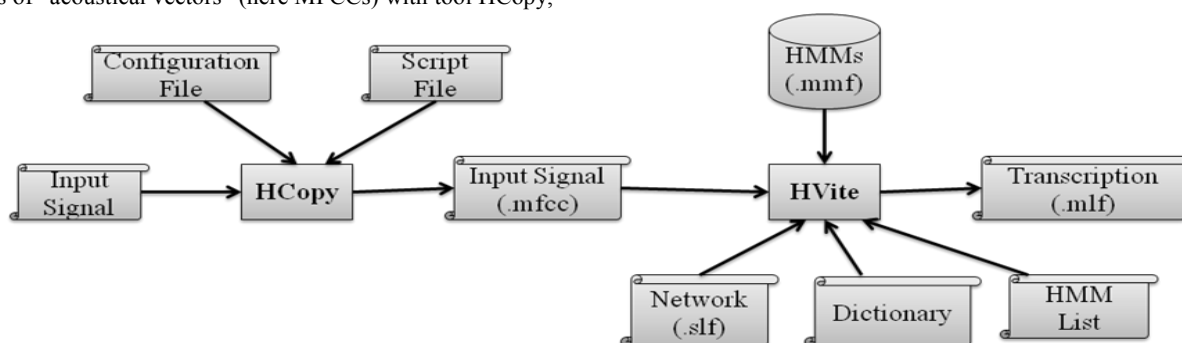 "acoustical vectors" (here MFCCs) with tool HCopy,
Configuration
File
Script
File
HMMs
(.mmf)
Input
Signal
HCopy
Input Signal
(.mfcc)
HVite
Transcription
(.mlf)
Network
(.slf)
Dictionary
HMM
List